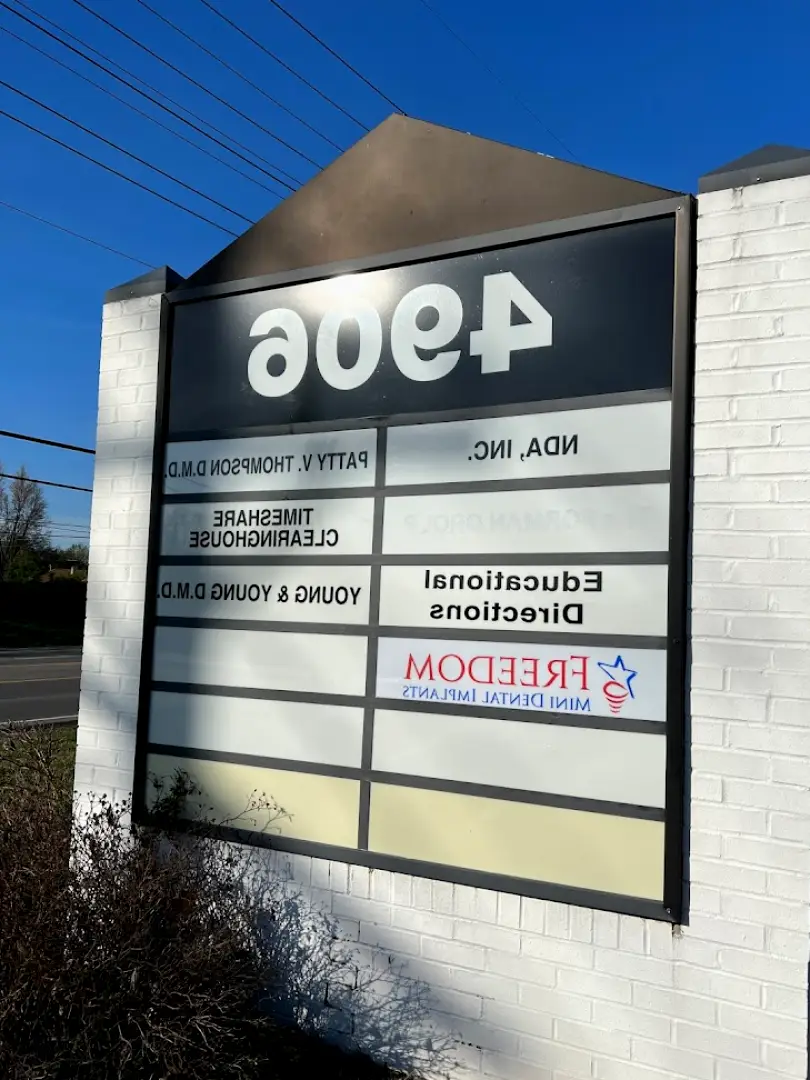 4906
NDA, INC.
PATTY V. THOMPSON D.M.D.
TIMESHARE
CLEARINGHOUSE
Educational
Directions
YOUNG & YOUNG D.M.D.
FREEDOM
MINI DENTAL IMPLANTS